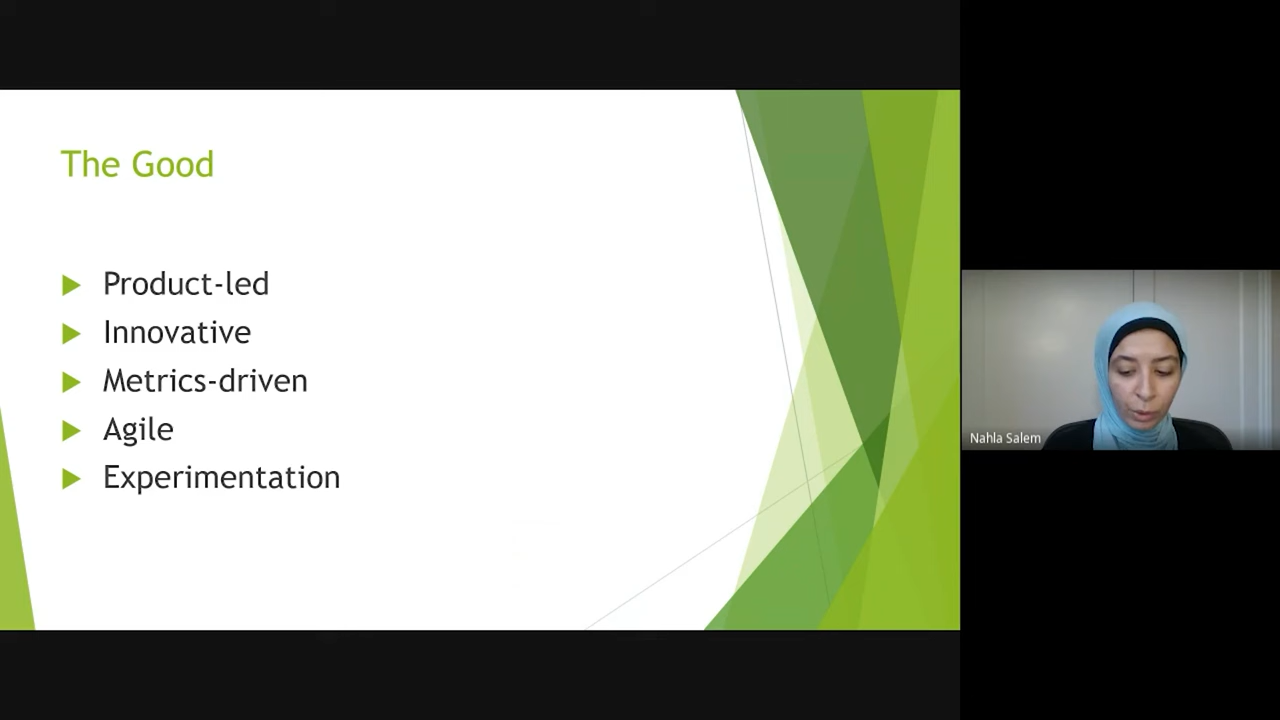 The Good
Product-led
Innovative
Metrics-driven
Agile
Experimentation
Nahla Salem